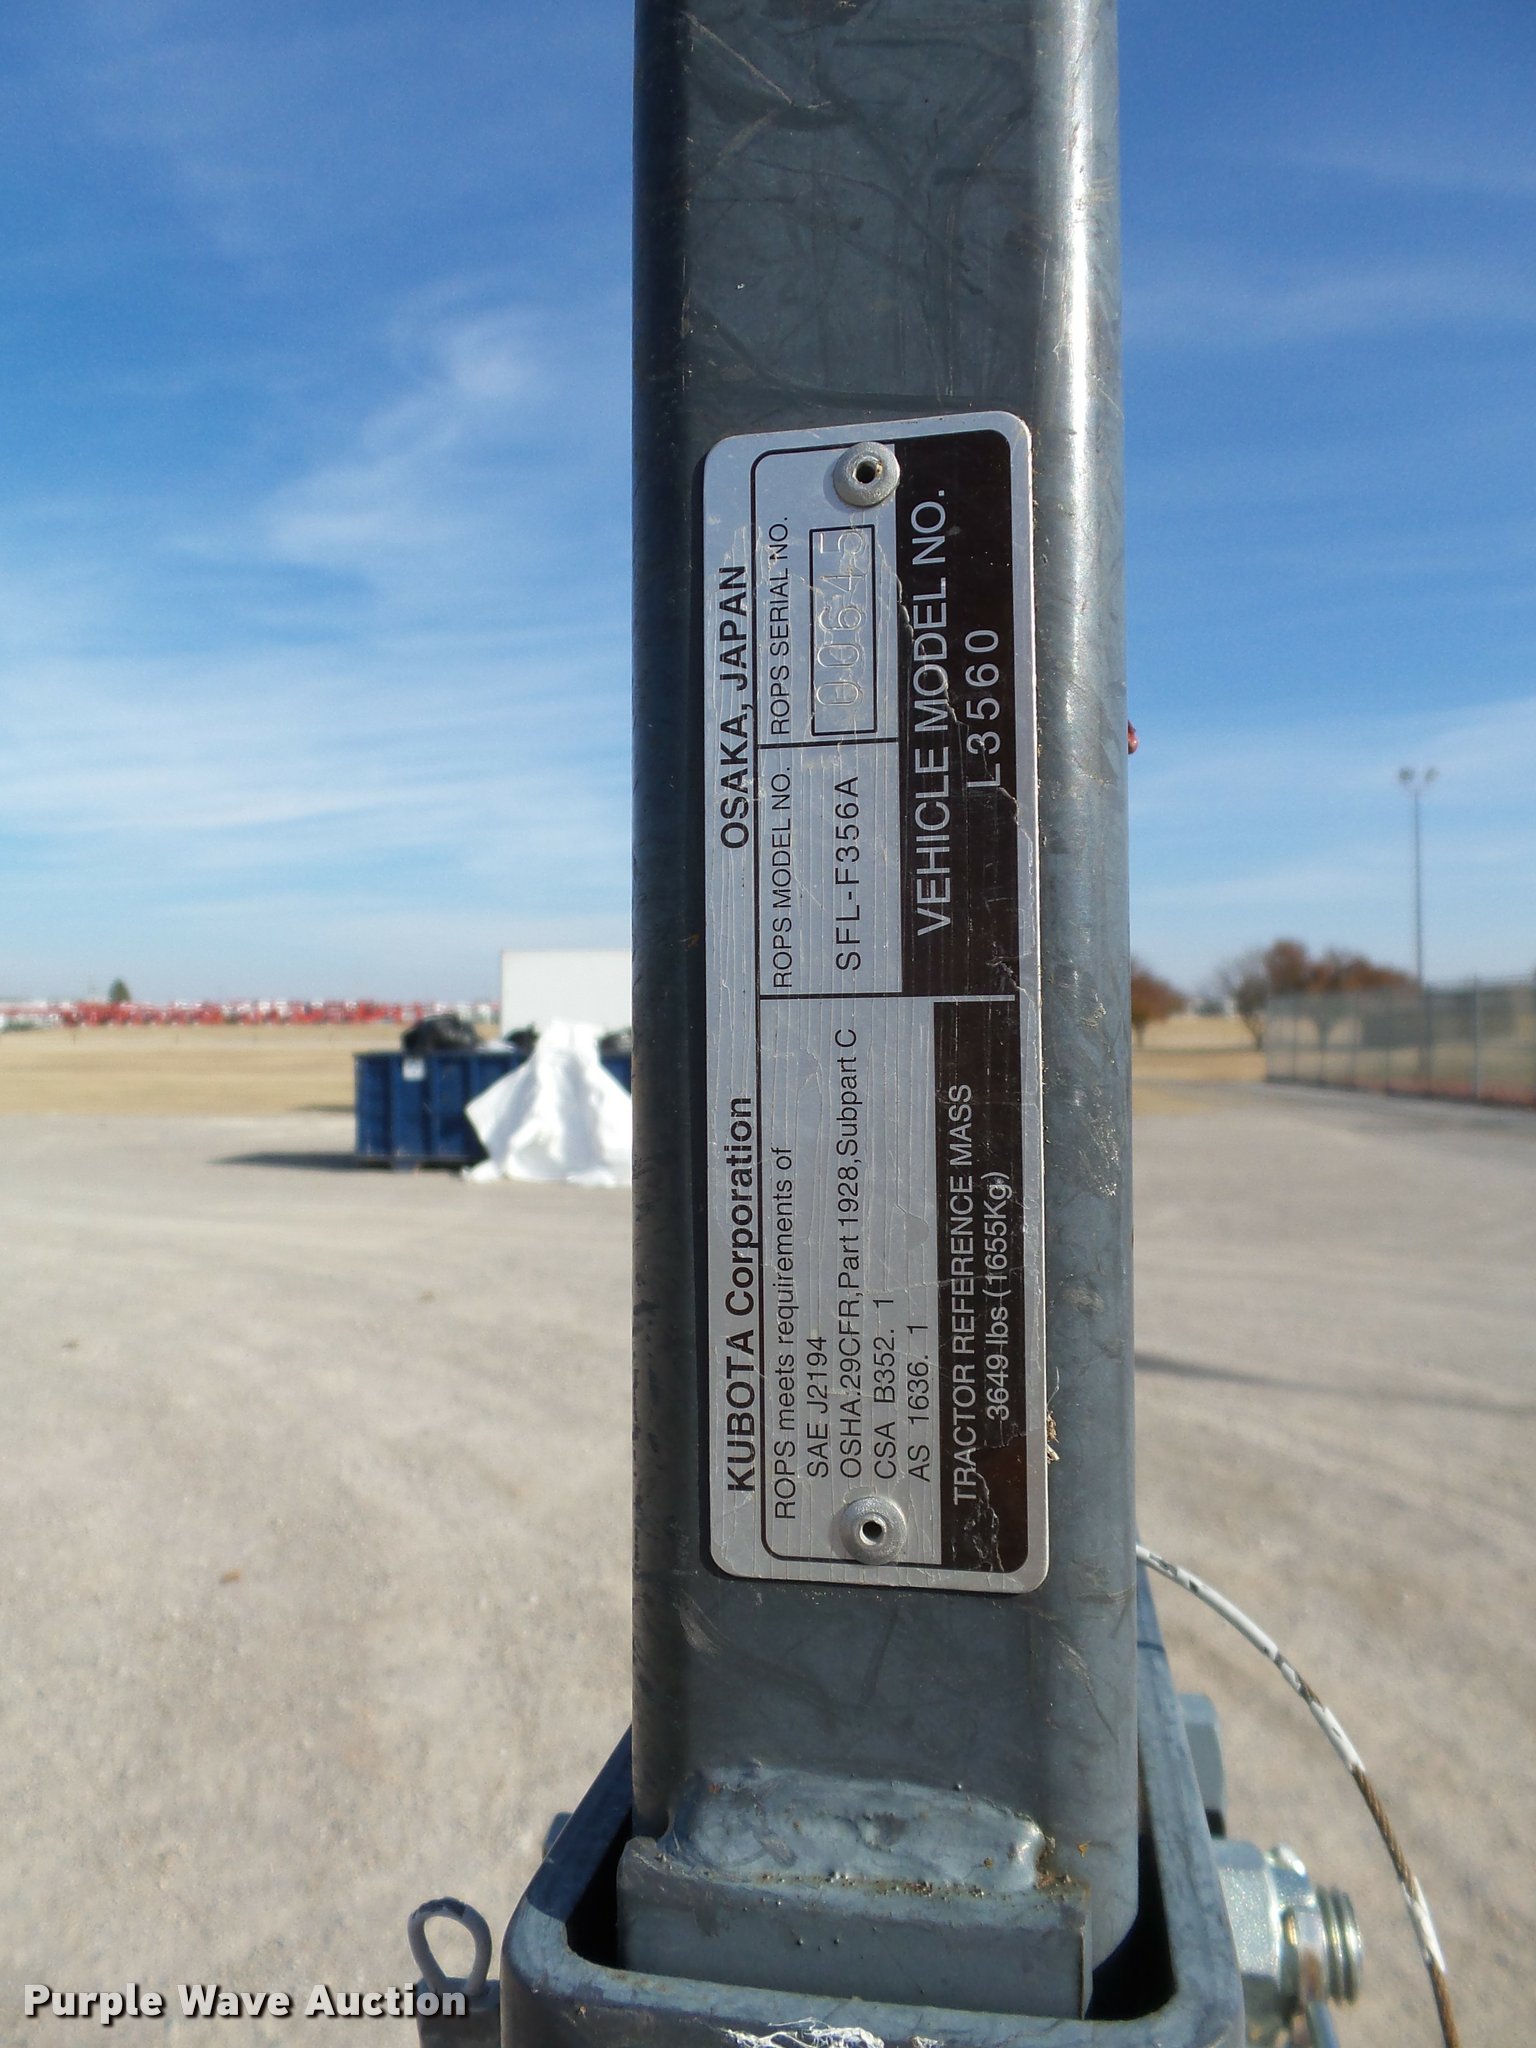 KUBOTA Corporation OSAKA, JAPAN
ROPS meets requirements of
SAE J2194
OSHA,29CFR,Part 1928,Subpart C
CSA B352. 1
AS 1636. 1
TRACTOR REFERENCE MASS
3649 lbs (1655Kg)
ROPS MODEL NO.
SFL-F356A
ROPS SERIAL NO.
00645
VEHICLE MODEL NO.
L3560
Purple Wave Auction